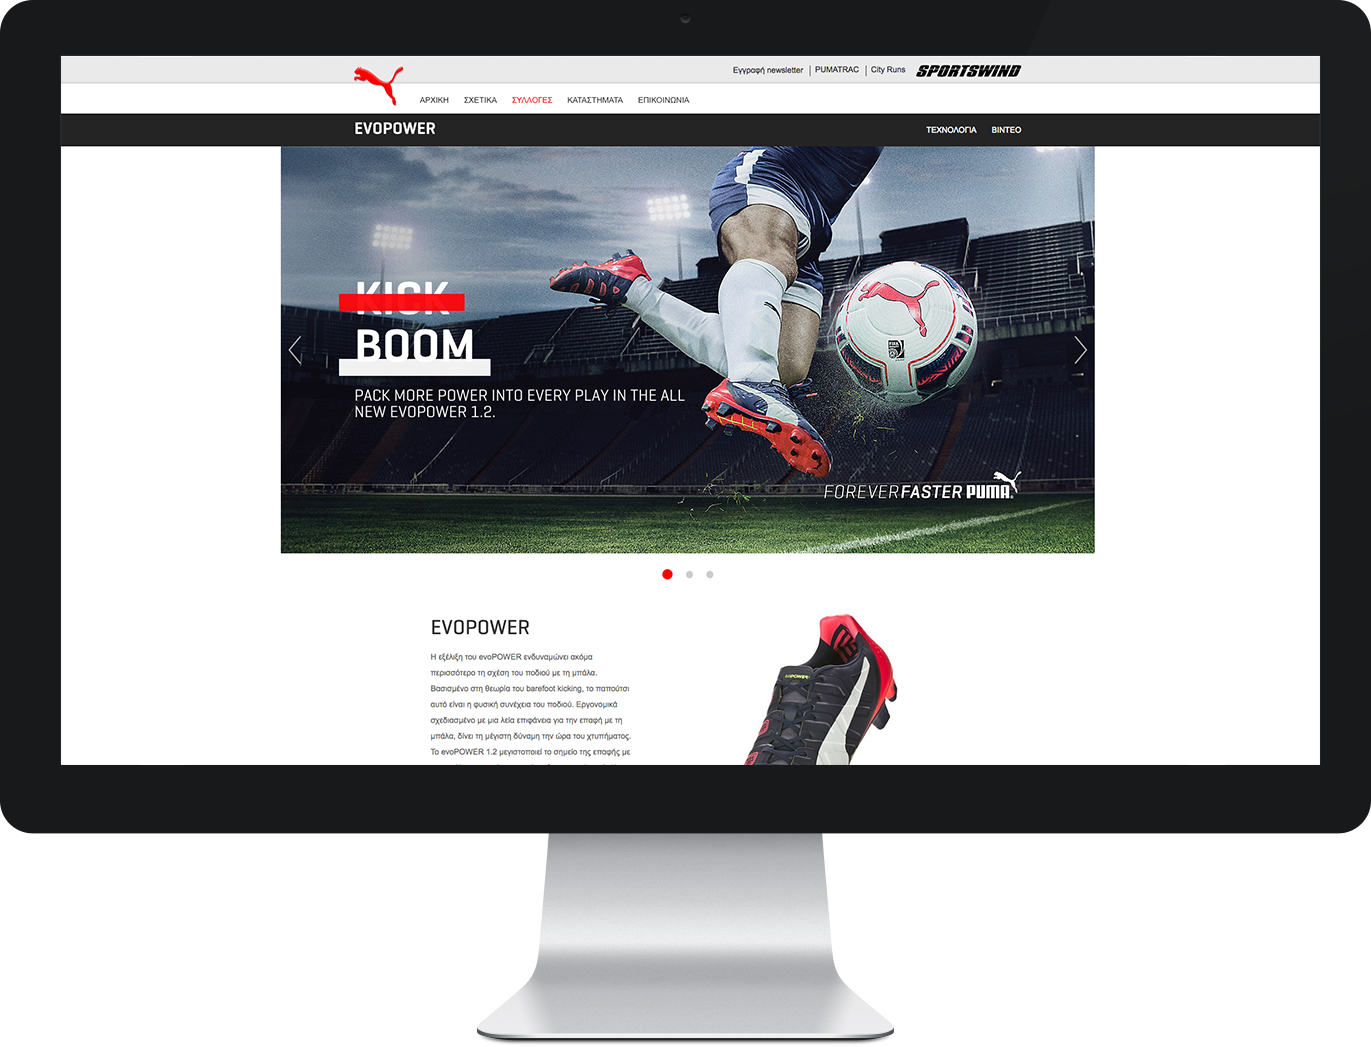 Εγγραφή newsletter | PUMATRAC | City Runs SPORTSWIND
ΑΡΧΙΚΗ ΣΧΕΤΙΚΑ ΣΥΛΛΟΓΕΣ ΚΑΤΑΣΤΗΜΑΤΑ ΕΠΙΚΟΙΝΩΝΙΑ
EVOPOWER ΤΕΧΝΟΛΟΓΙΑ ΒΙΝΤΕΟ
KICK
BOOM
PACK MORE POWER INTO EVERY PLAY IN THE ALL
NEW EVOPOWER 1.2.
FOREVER FASTER PUMA
EVOPOWER
Η εξέλιξη του evoPOWER ενδυναμώνει ακόμα
περισσότερο τη σχέση του ποδιού με τη μπάλα.
Βασισμένο στη θεωρία του barefoot kicking, το παπούτσι
αυτό είναι η φυσική συνέχεια του ποδιού. Εργονομικά
σχεδιασμένο με μια λεία επιφάνεια για την επαφή με τη
μπάλα, δίνει τη μέγιστη δύναμη την ώρα του χτυπήματος.
Το evoPOWER 1.2 μεγιστοποιεί το σημείο της επαφής με